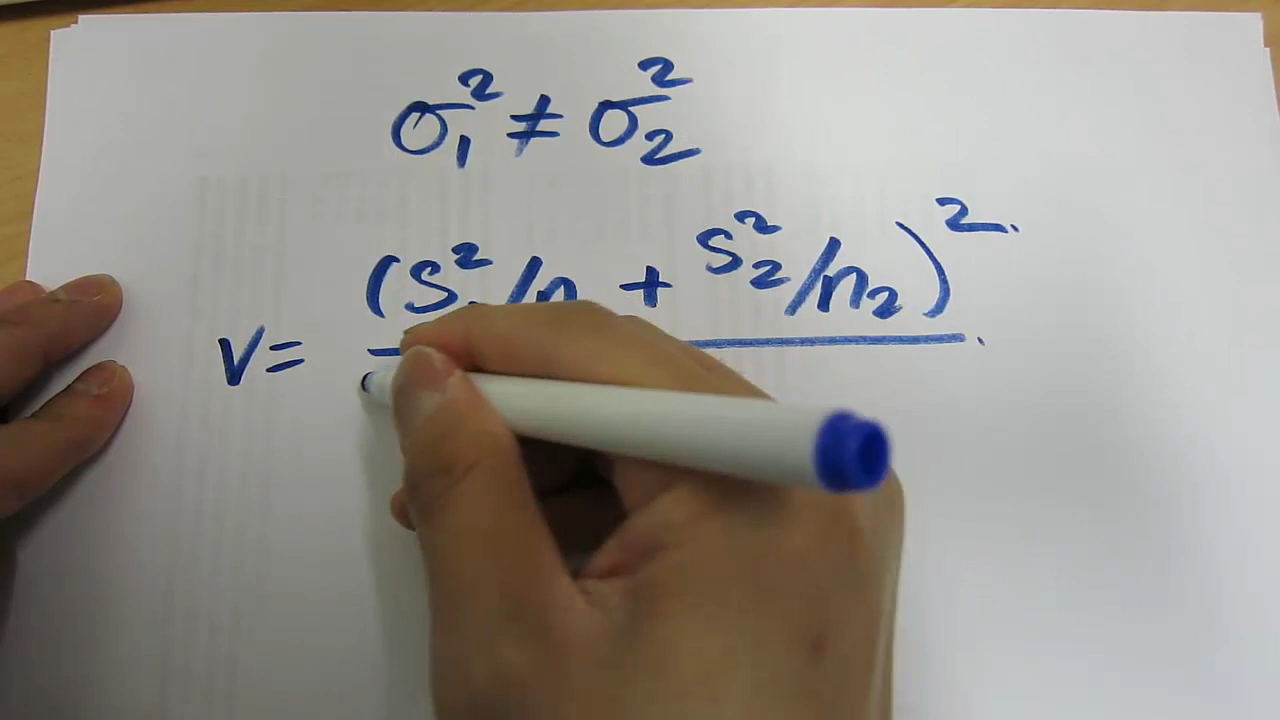 σ₁² ≠ σ₂²
(S²/n + S₂²/n₂)².
V= .